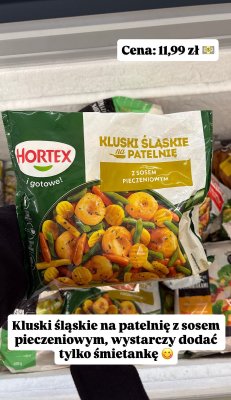 Cena: 11,99 zł 💵
HORTEX
i gotowe!
KLUSKI ŚLĄSKIE
na PATELNIĘ
Z SOSEM
PIECZENIOWYM
Kluski śląskie na patelnię z sosem
pieczeniowym, wystarczy dodać
tylko śmietankę 😋